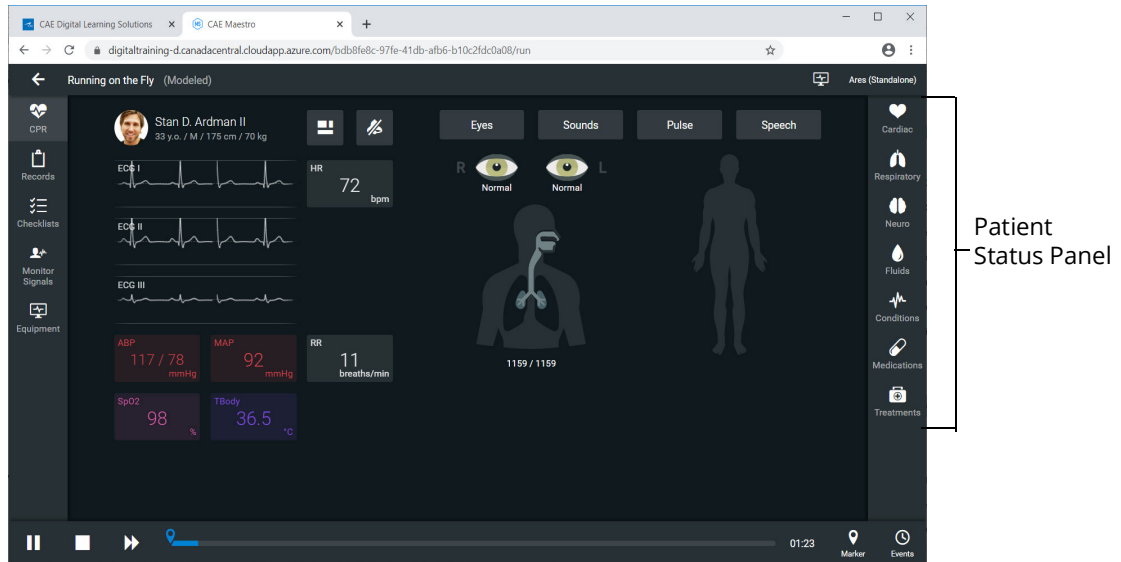 CAE Digital Learning Solutions
CAE Maestro
digitaltraining-d.canadacentral.cloudapp.azure.com/bdb8fe8c-97fe-41db-afb6-b10c2fdc0a08/run
Running on the Fly (Modeled)
Ares (Standalone)
CPR
Records
Checklists
Monitor
Signals
Equipment
Stan D. Ardman II
33 y.o. / M / 175 cm / 70 kg
ECG I
HR
72
bpm
ECG II
ECG III
ABP
117 / 78
mmHg
MAP
92
mmHg
RR
11
breaths/min
SpO2
98
%
TBody
36.5
°C
Eyes
Sounds
Pulse
Speech
R
L
Normal
Normal
1159 / 1159
Cardiac
Respiratory
Neuro
Fluids
Conditions
Medications
Treatments
Patient
Status Panel
01:23
Marker
Events